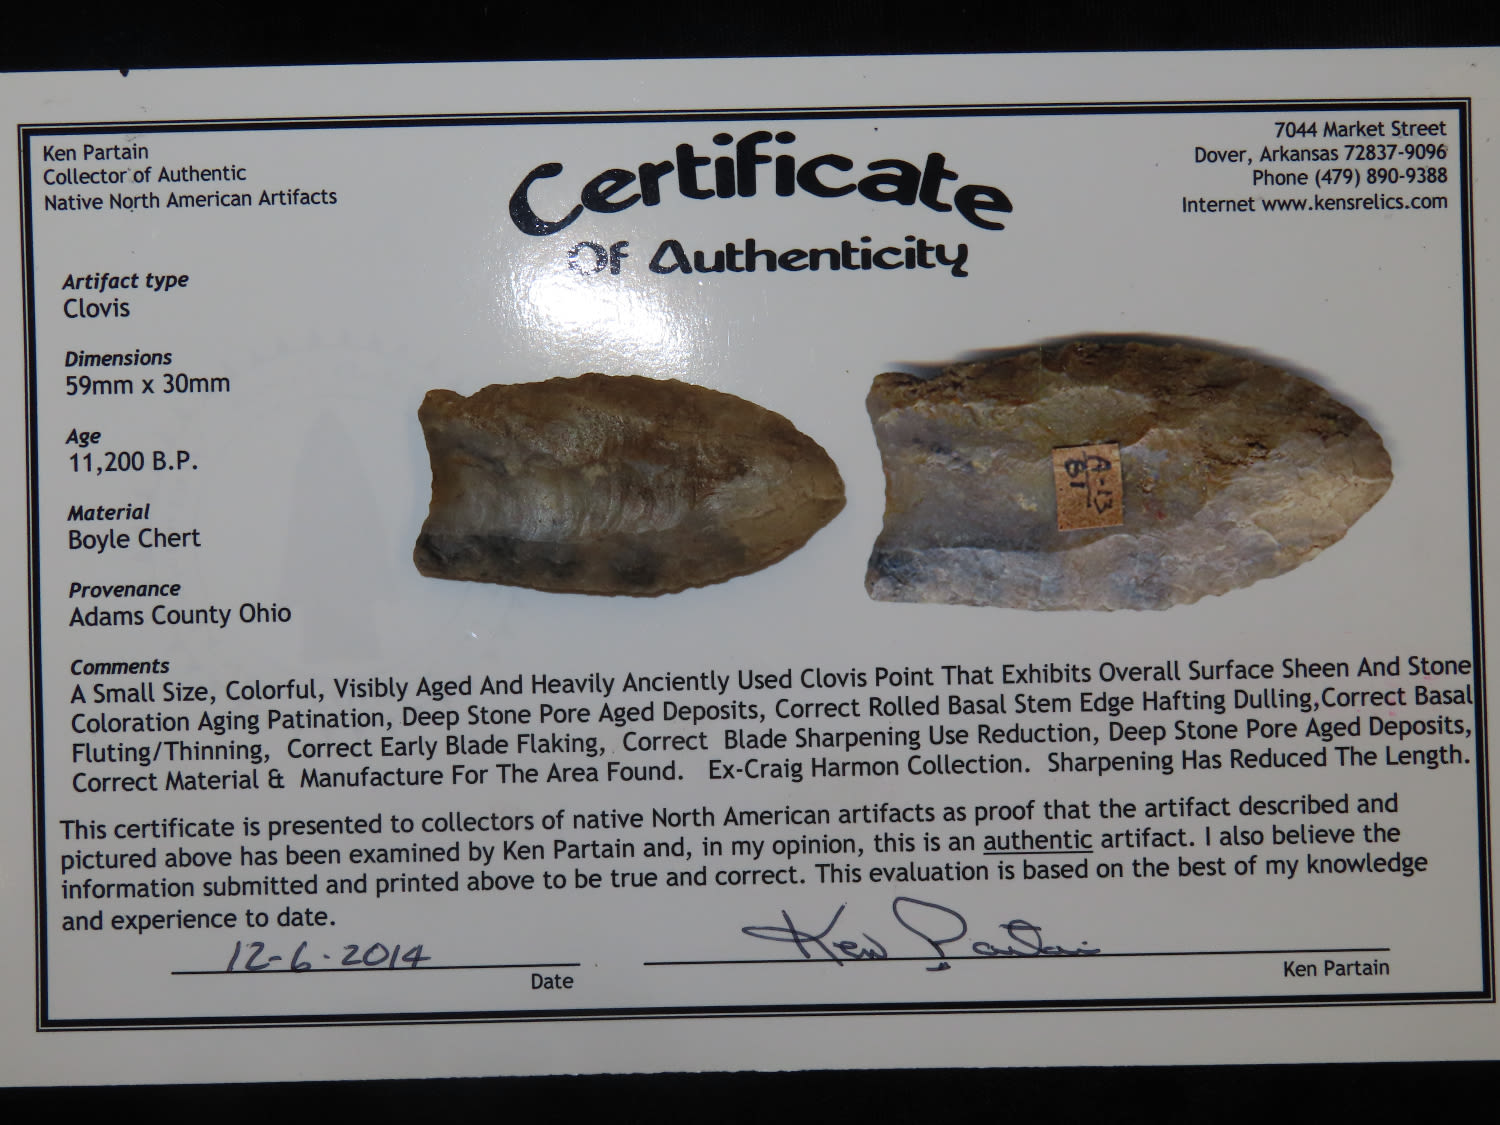 Ken Partain
Collector of Authentic
Native North American Artifacts
Certificate
Of Authenticity
7044 Market Street
Dover, Arkansas 72837-9096
Phone (479) 890-9388
Internet www.kensrelics.com
Artifact type
Clovis
Dimensions
59mm x 30mm
Age
11,200 B.P.
Material
Boyle Chert
Provenance
Adams County Ohio
A-13
B1
Comments
A Small Size, Colorful, Visibly Aged And Heavily Anciently Used Clovis Point That Exhibits Overall Surface Sheen And Stone
Coloration Aging Patination, Deep Stone Pore Aged Deposits, Correct Rolled Basal Stem Edge Hafting Dulling,Correct Basal
Fluting/Thinning, Correct Early Blade Flaking, Correct Blade Sharpening Use Reduction, Deep Stone Pore Aged Deposits,
Correct Material & Manufacture For The Area Found. Ex-Craig Harmon Collection. Sharpening Has Reduced The Length.
This certificate is presented to collectors of native North American artifacts as proof that the artifact described and
pictured above has been examined by Ken Partain and, in my opinion, this is an authentic artifact. I also believe the
information submitted and printed above to be true and correct. This evaluation is based on the best of my knowledge
and experience to date.
12-6-2014
Ken Partain
Date
Ken Partain